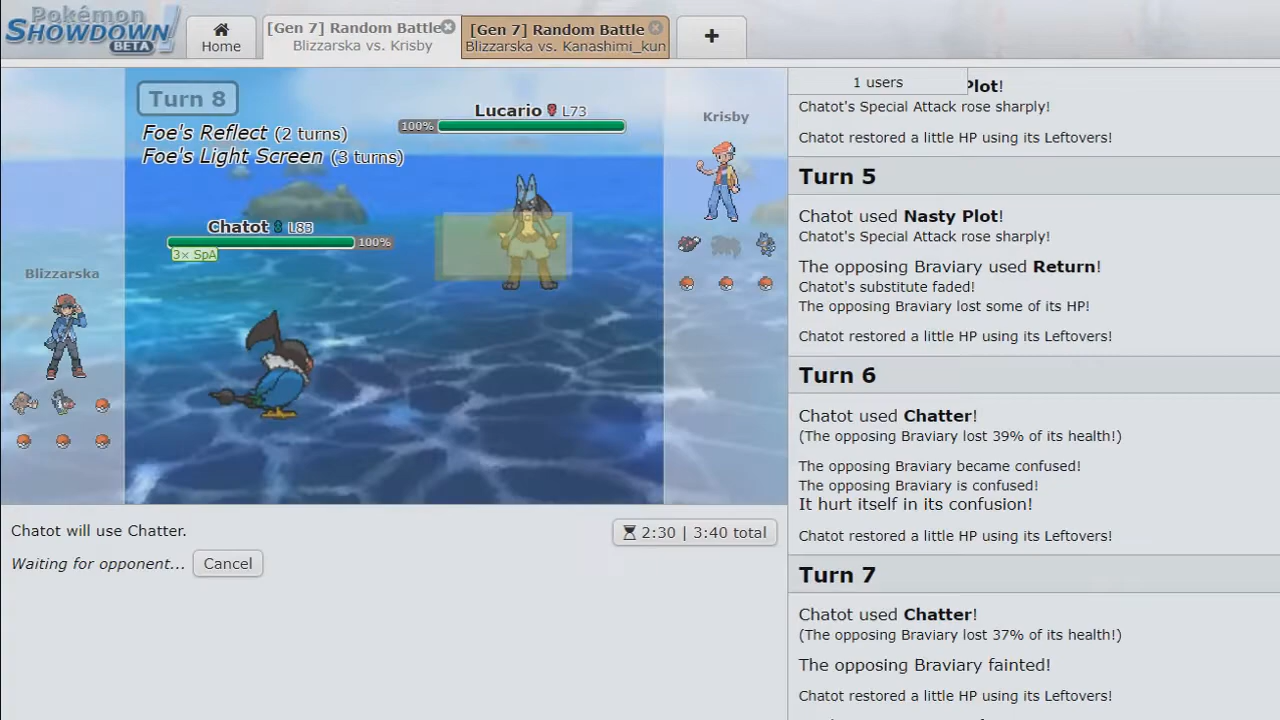 Pokémon
SHOWDOWN!
BETA
Home
[Gen 7] Random Battle
Blizzarska vs. Krisby
[Gen 7] Random Battle
Blizzarska vs. Kanashimi_kun
+
Turn 8
Foe's Reflect (2 turns)
Foe's Light Screen (3 turns)
Lucario L73
100%
Krisby
Chatot L83
100%
3× SpA
Blizzarska
Chatot will use Chatter.
2:30 | 3:40 total
Waiting for opponent... Cancel
1 users
Plot!
Chatot's Special Attack rose sharply!
Chatot restored a little HP using its Leftovers!
Turn 5
Chatot used Nasty Plot!
Chatot's Special Attack rose sharply!
The opposing Braviary used Return!
Chatot's substitute faded!
The opposing Braviary lost some of its HP!
Chatot restored a little HP using its Leftovers!
Turn 6
Chatot used Chatter!
(The opposing Braviary lost 39% of its health!)
The opposing Braviary became confused!
The opposing Braviary is confused!
It hurt itself in its confusion!
Chatot restored a little HP using its Leftovers!
Turn 7
Chatot used Chatter!
(The opposing Braviary lost 37% of its health!)
The opposing Braviary fainted!
Chatot restored a little HP using its Leftovers!